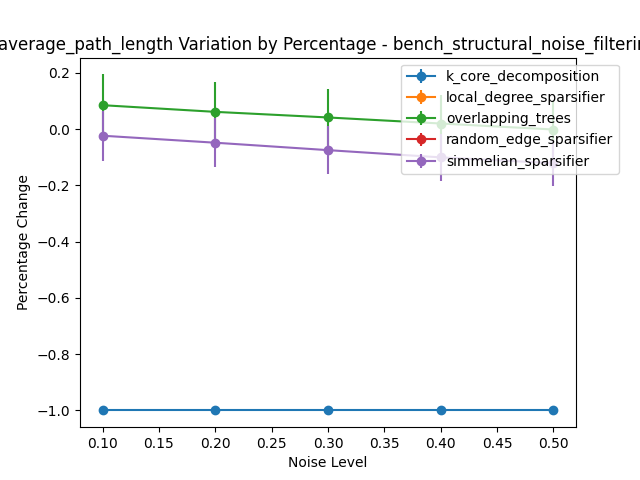 average_path_length Variation by Percentage - bench_structural_noise_filterin
k_core_decomposition
local_degree_sparsifier
overlapping_trees
random_edge_sparsifier
simmelian_sparsifier
Percentage Change
0.2
0.0
−0.2
−0.4
−0.6
−0.8
−1.0
0.10 0.15 0.20 0.25 0.30 0.35 0.40 0.45 0.50
Noise Level